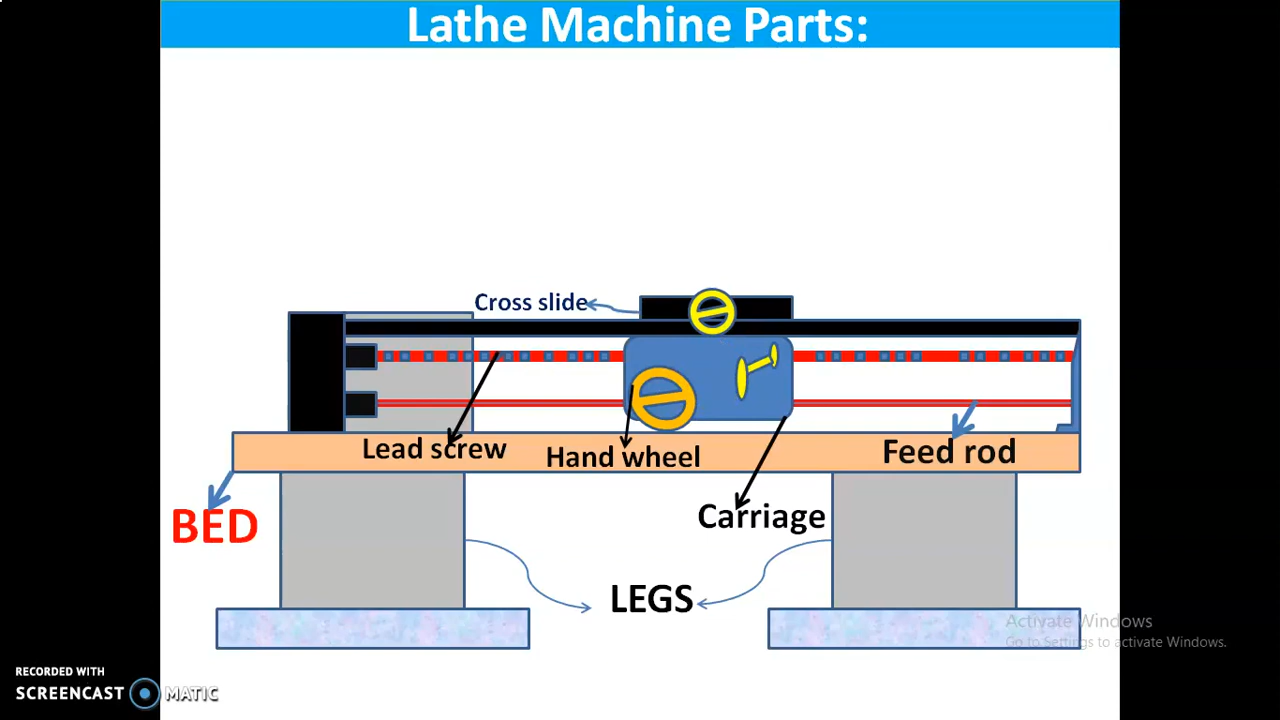 Lathe Machine Parts:
Cross slide
Lead screw
Hand wheel
Feed rod
BED
Carriage
LEGS
Activate Windows
Go to Settings to activate Windows.
RECORDED WITH
SCREENCAST MATIC